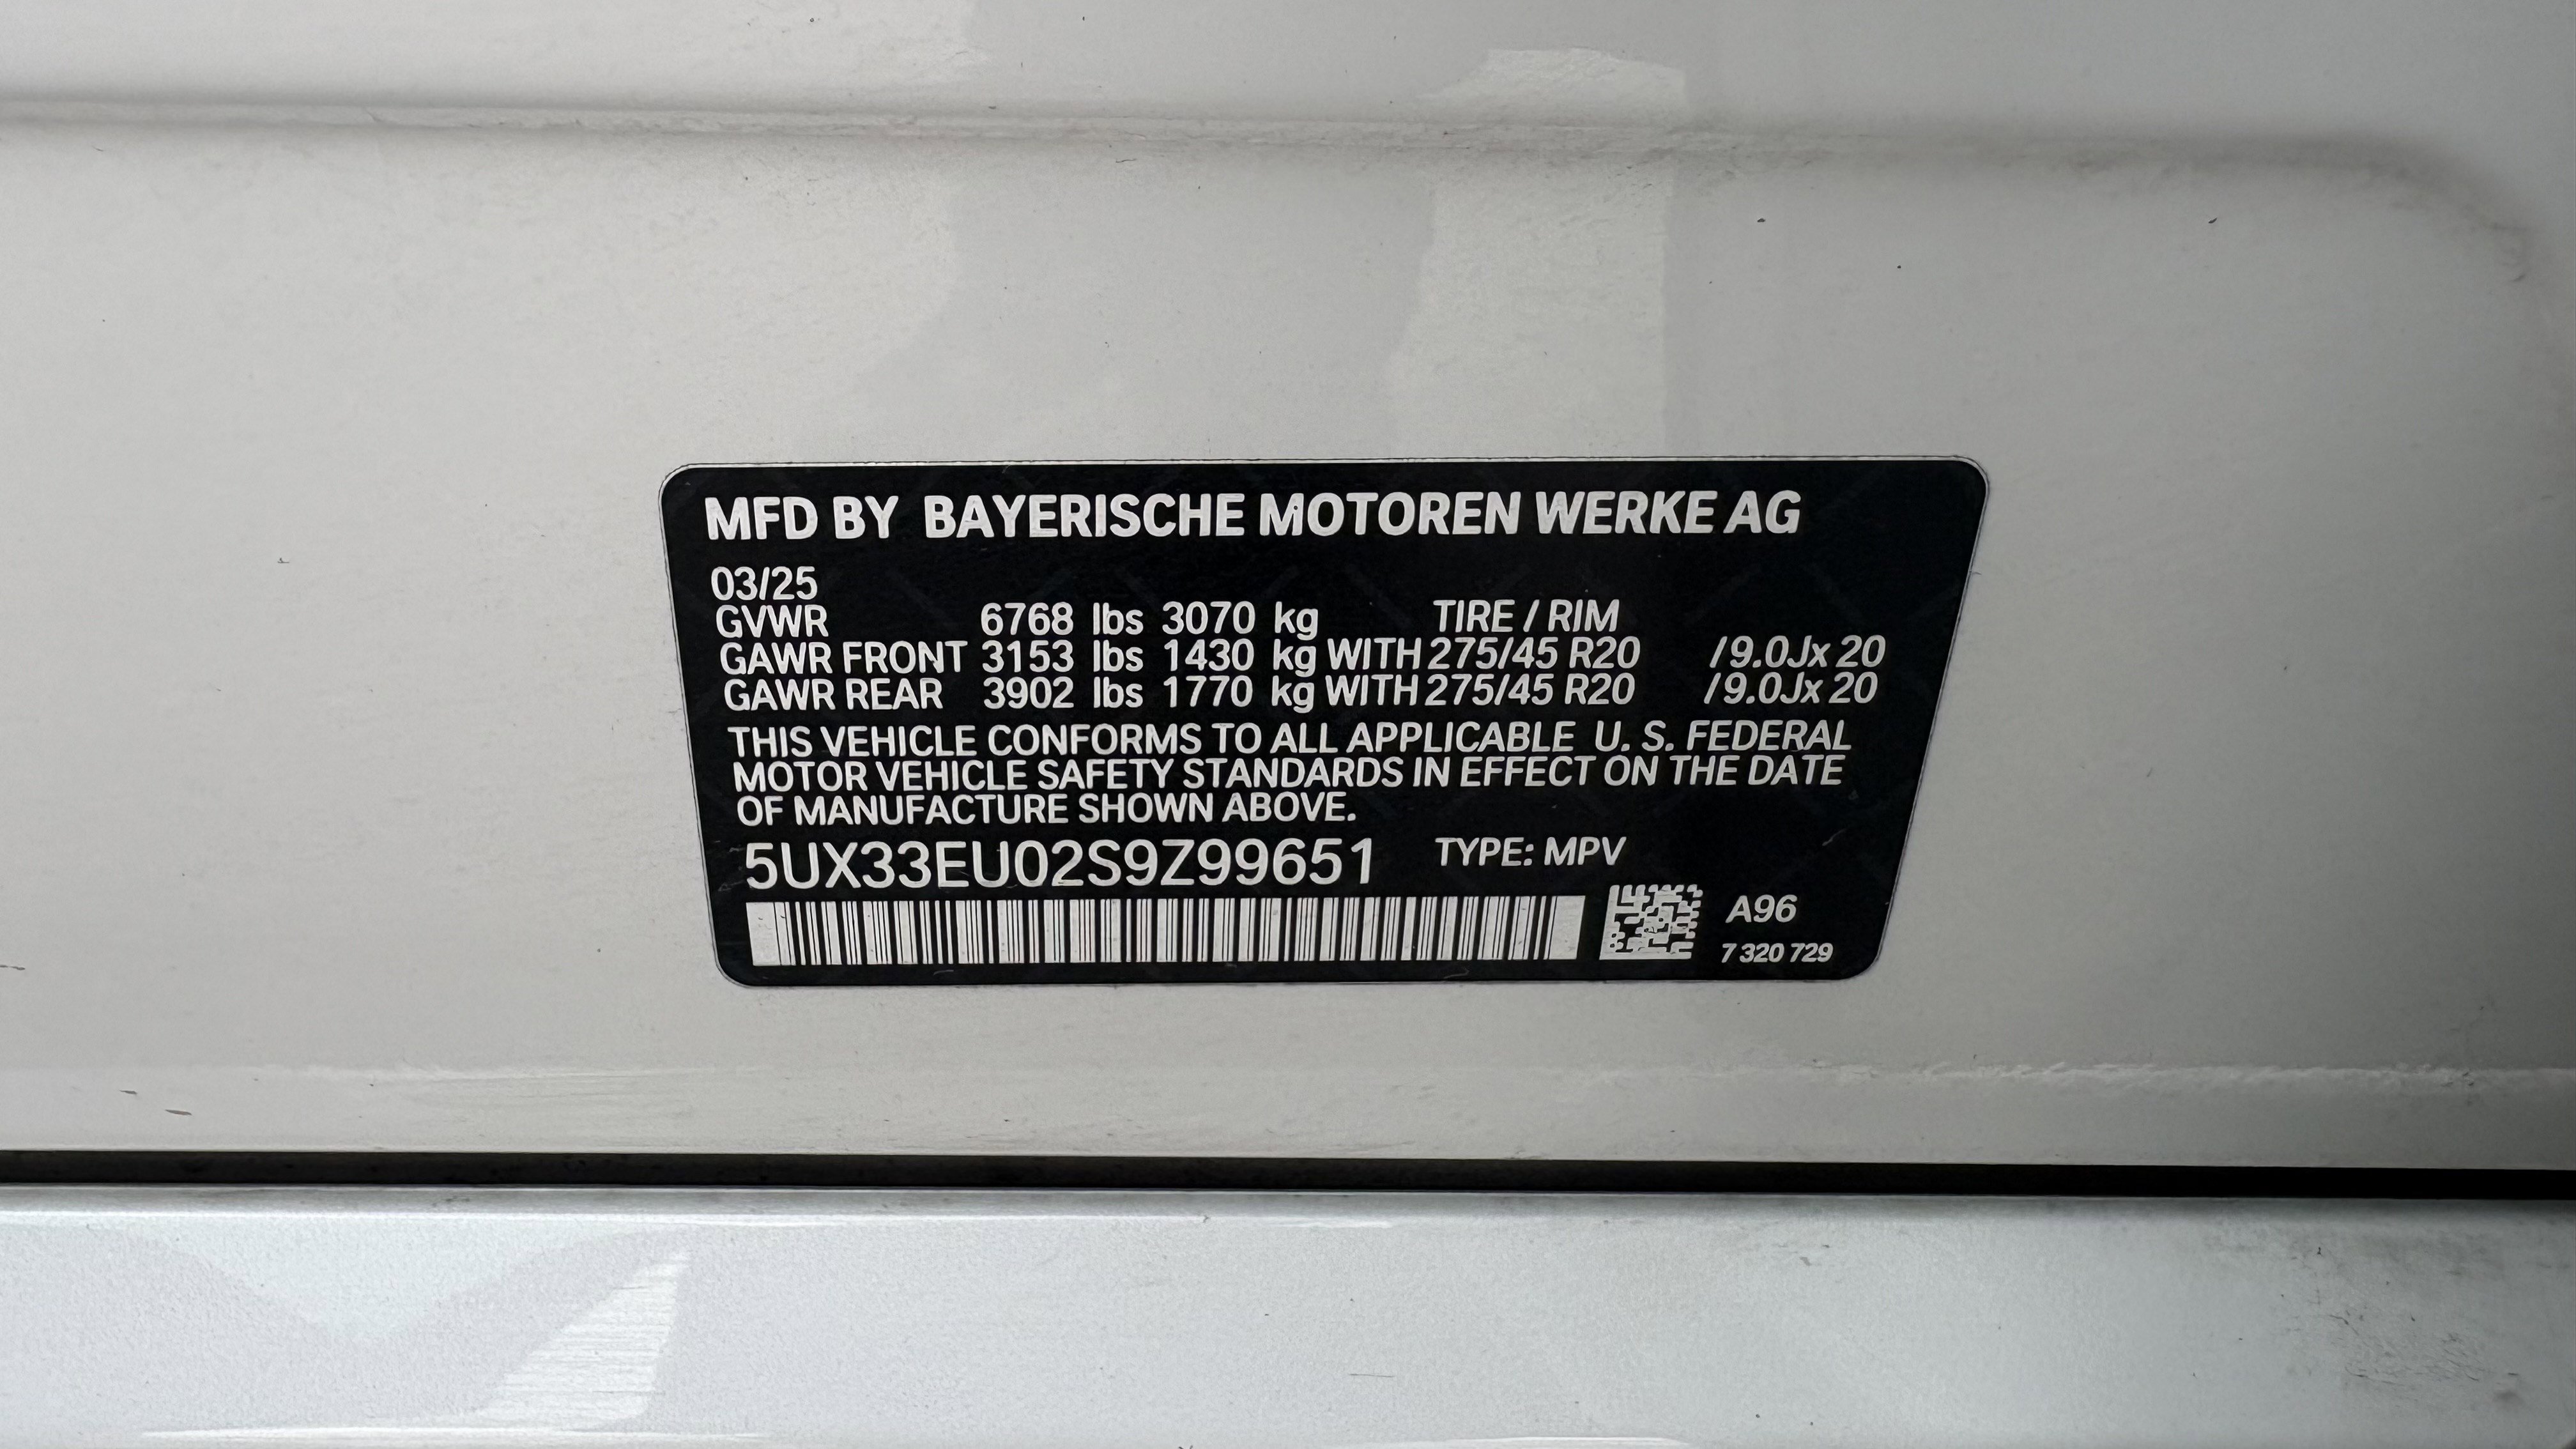 MFD BY BAYERISCHE MOTOREN WERKE AG
03/25
GVWR 6768 lbs 3070 kg TIRE / RIM
GAWR FRONT 3153 lbs 1430 kg WITH 275/45 R20 / 9.0Jx 20
GAWR REAR 3902 lbs 1770 kg WITH 275/45 R20 / 9.0Jx 20
THIS VEHICLE CONFORMS TO ALL APPLICABLE U. S. FEDERAL
MOTOR VEHICLE SAFETY STANDARDS IN EFFECT ON THE DATE
OF MANUFACTURE SHOWN ABOVE.
5UX33EU02S9Z99651 TYPE: MPV
A96
7 320 729